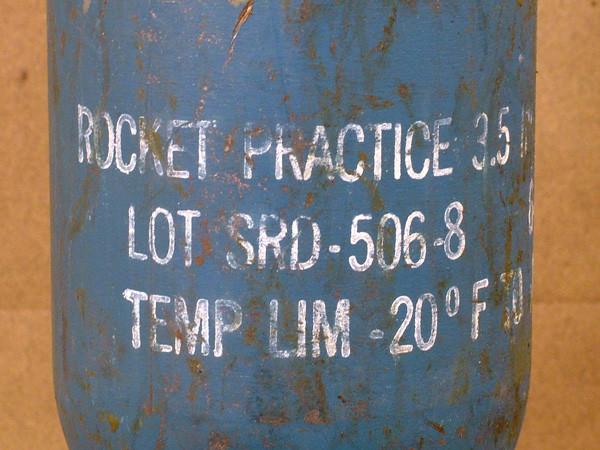 ROCKET PRACTICE 3.5
LOT SRD-506-8
TEMP LIM -20° F